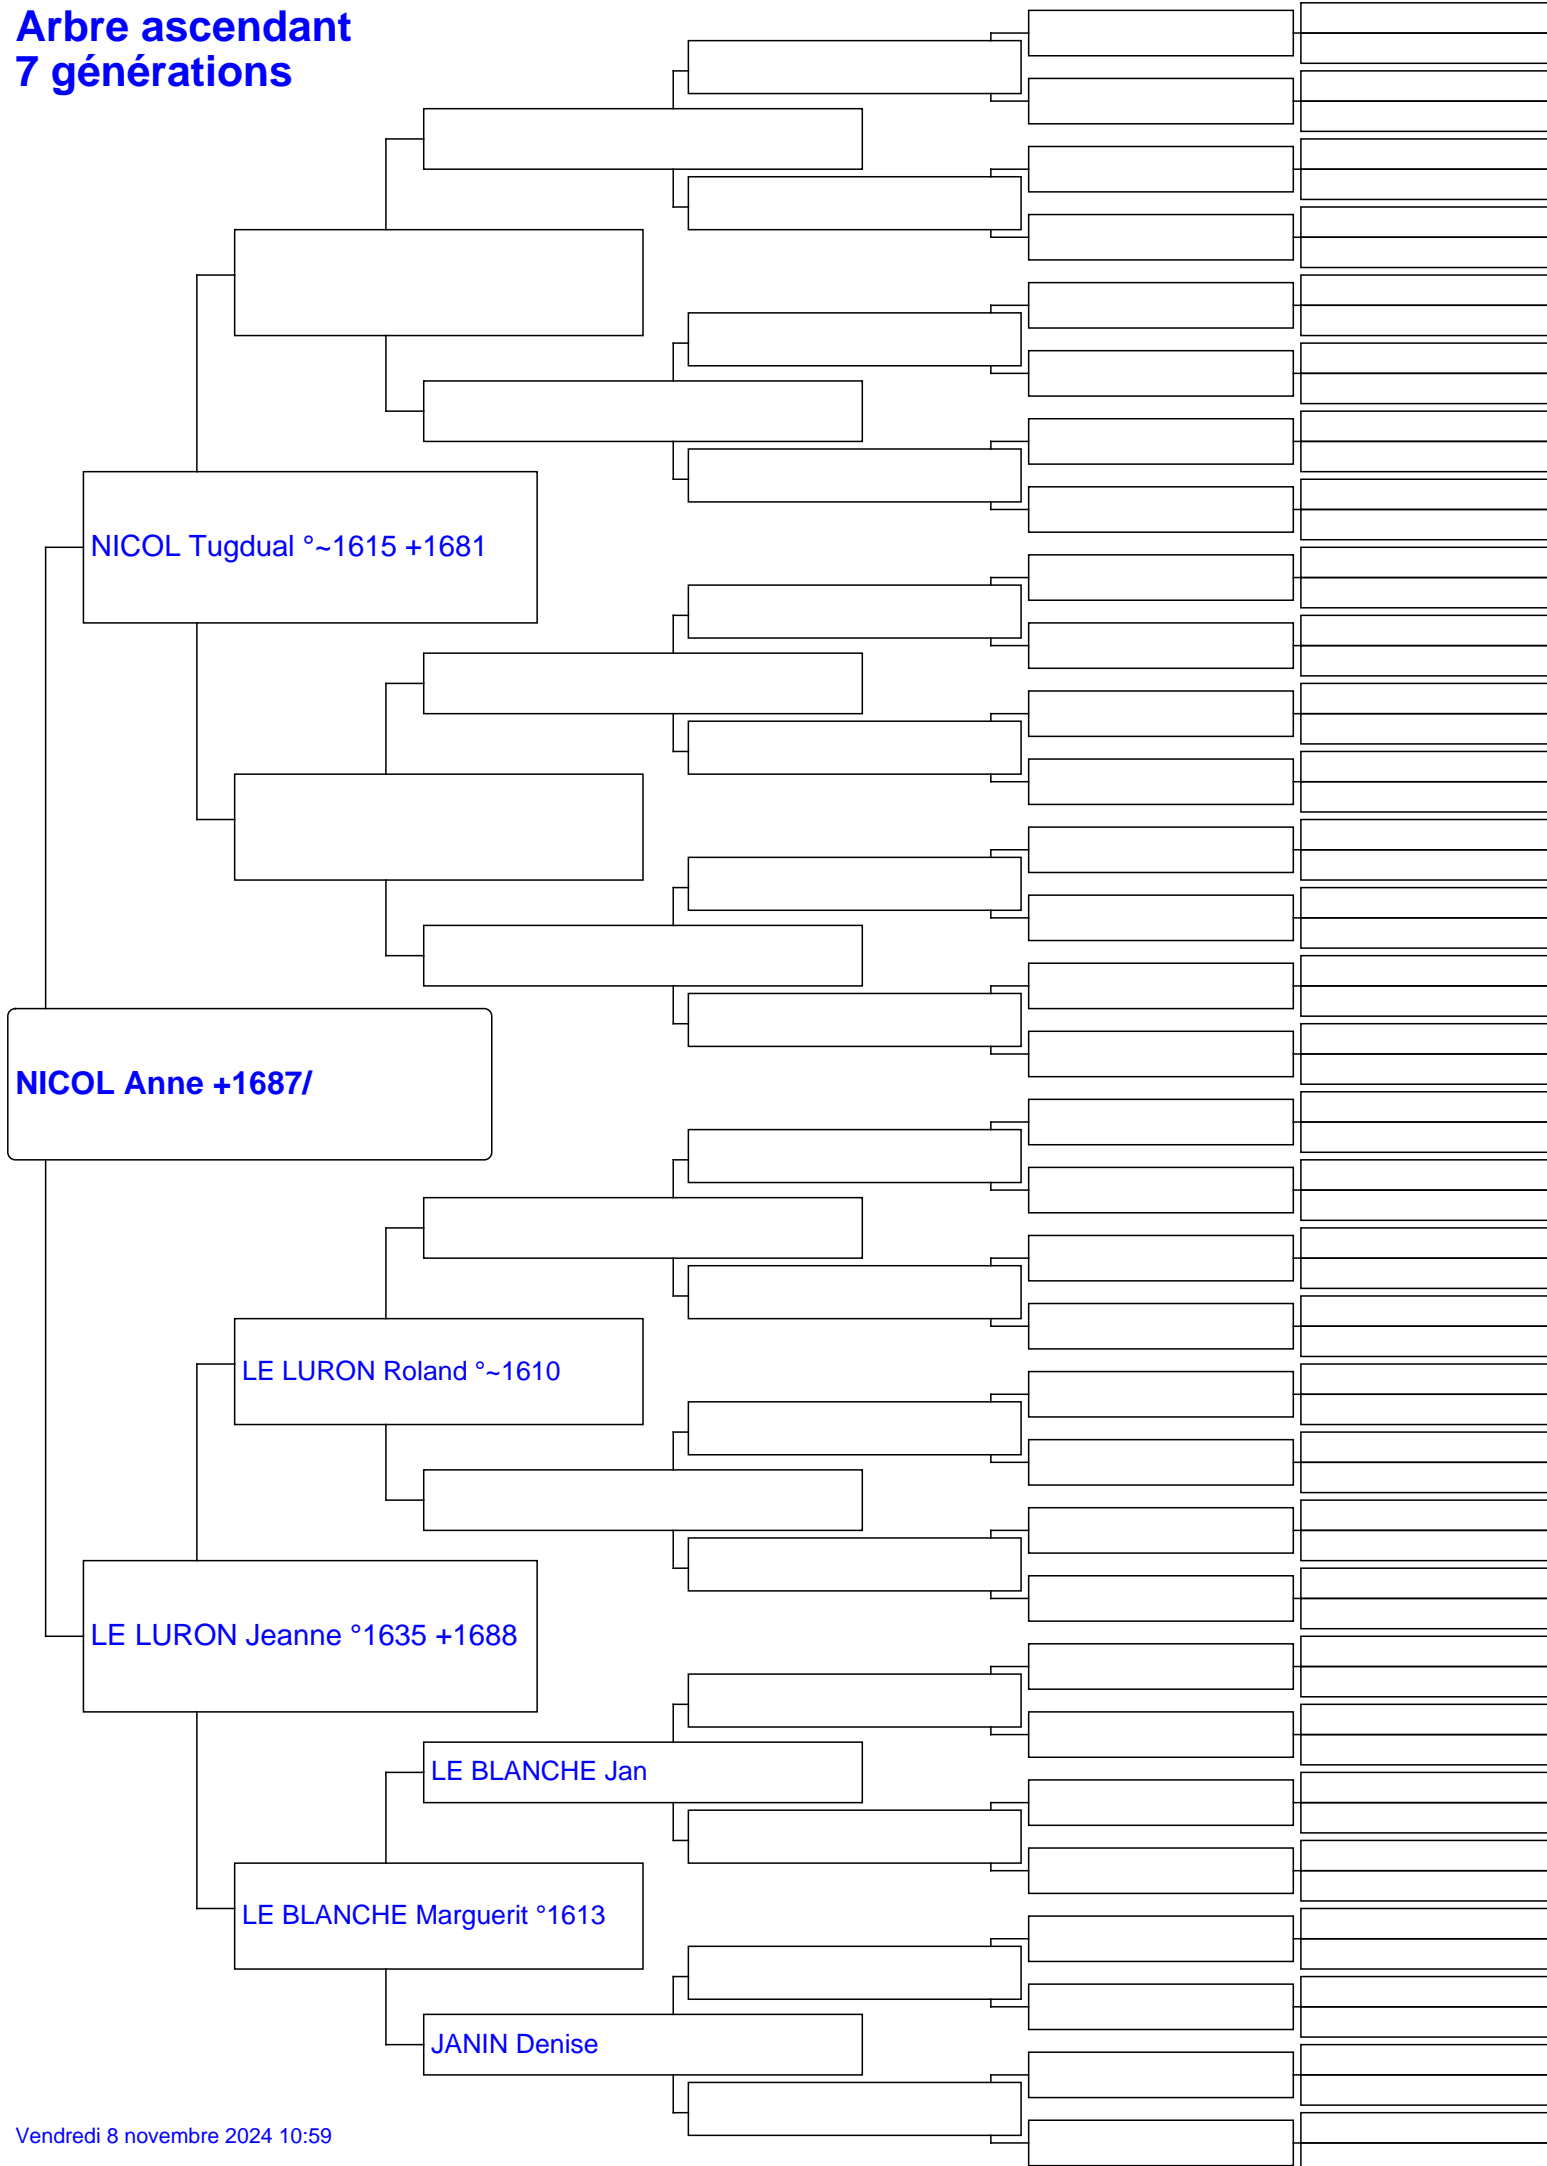 Arbre ascendant
7 générations
NICOL Tugdual °~1615 +1681
NICOL Anne +1687/
LE LURON Roland °~1610
LE LURON Jeanne °1635 +1688
LE BLANCHE Jan
LE BLANCHE Marguerit °1613
JANIN Denise
Vendredi 8 novembre 2024 10:59